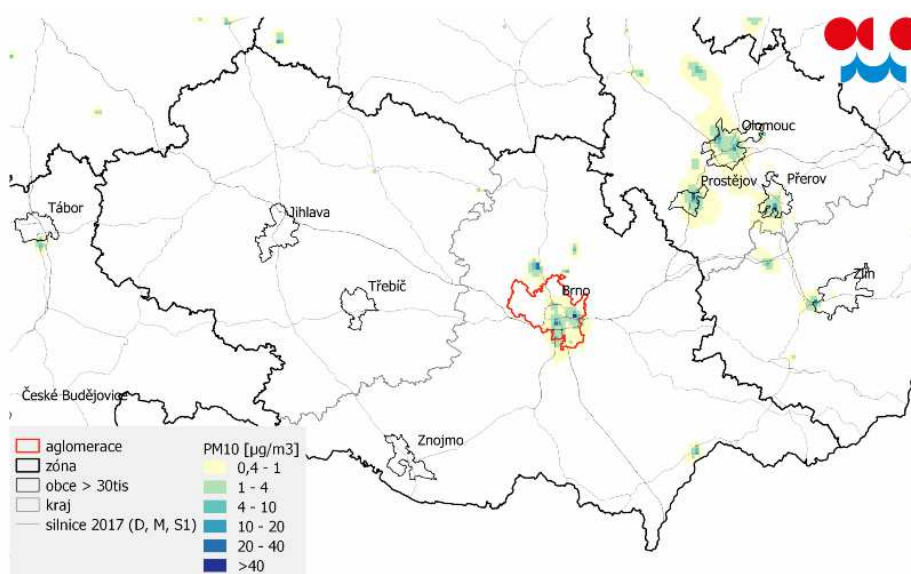 Olomouc
Prostějov
Přerov
Tábor
Jihlava
Třebíč
Brno
Zlín
České Budějovice
Znojmo
aglomerace
zóna
obce > 30tis
kraj
silnice 2017 (D, M, S1)
PM10 [µg/m3]
0,4 - 1
1 - 4
4 - 10
10 - 20
20 - 40
>40